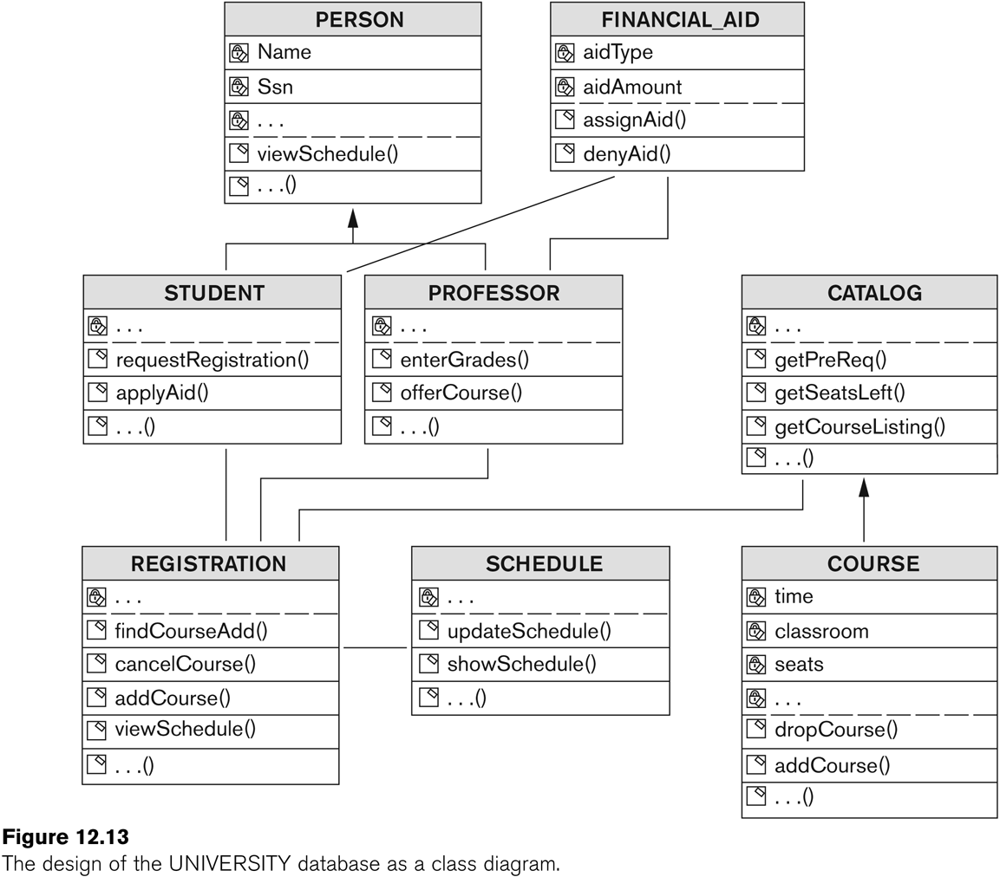 PERSON
Name
Ssn
. . .
viewSchedule()
. . .()
FINANCIAL_AID
aidType
aidAmount
assignAid()
denyAid()
STUDENT
. . .
requestRegistration()
applyAid()
. . .()
PROFESSOR
. . .
enterGrades()
offerCourse()
. . .()
CATALOG
. . .
getPreReq()
getSeatsLeft()
getCourseListing()
. . .()
REGISTRATION
. . .
findCourseAdd()
cancelCourse()
addCourse()
viewSchedule()
. . .()
SCHEDULE
. . .
updateSchedule()
showSchedule()
. . .()
COURSE
time
classroom
seats
. . .
dropCourse()
addCourse()
. . .()
Figure 12.13
The design of the UNIVERSITY database as a class diagram.